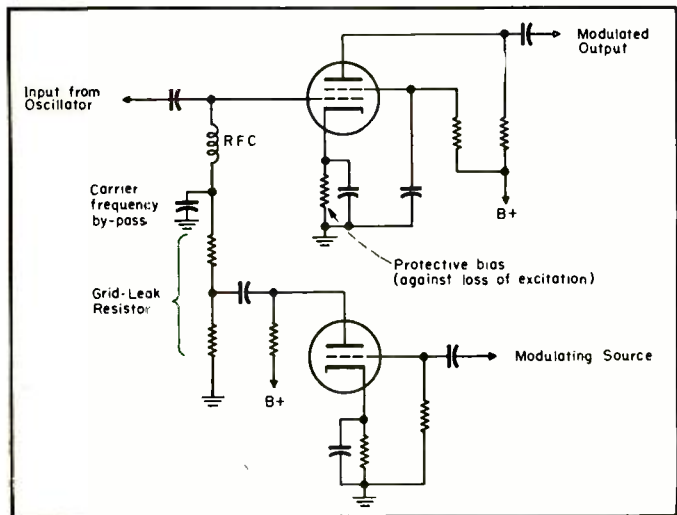 Modulated
Output
Input from
Oscillator
RFC
Carrier
frequency
by-pass
B+
Protective bias
(against loss of excitation)
Grid-Leak
Resistor
Modulating Source
B+